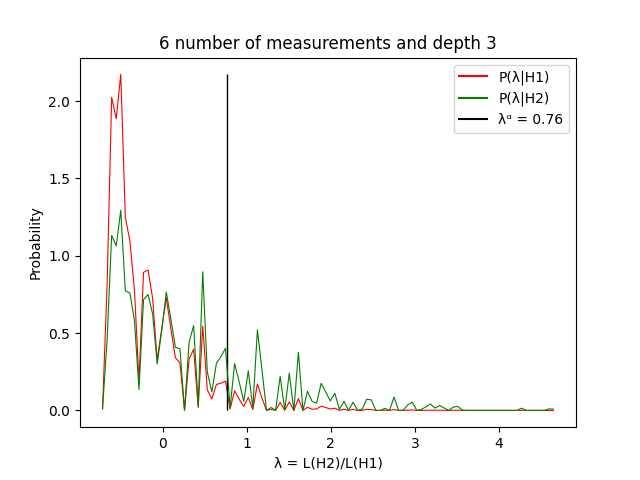 6 number of measurements and depth 3
P(λ|H1)
P(λ|H2)
λᵅ = 0.76
Probability
2.0
1.5
1.0
0.5
0.0
0
1
2
3
4
λ = L(H2)/L(H1)